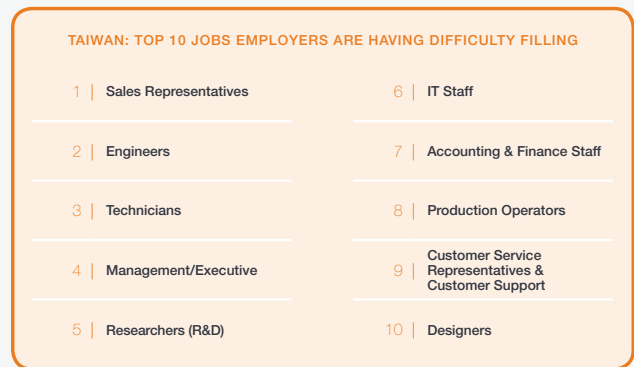 TAIWAN: TOP 10 JOBS EMPLOYERS ARE HAVING DIFFICULTY FILLING
1 | Sales Representatives
2 | Engineers
3 | Technicians
4 | Management/Executive
5 | Researchers (R&D)
6 | IT Staff
7 | Accounting & Finance Staff
8 | Production Operators
9 | Customer Service
Representatives &
Customer Support
10 | Designers